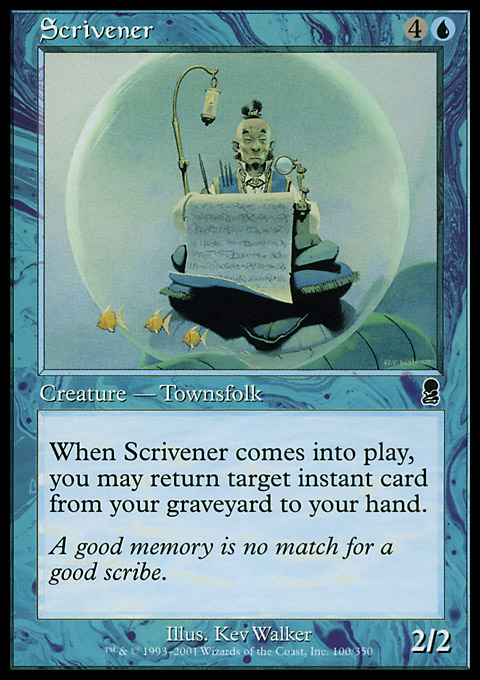 Scrivener 4
KEV WALKER
Creature — Townsfolk
When Scrivener comes into play,
you may return target instant card
from your graveyard to your hand.
A good memory is no match for a
good scribe.
Illus. Kev Walker
2/2
™ & © 1993–2001 Wizards of the Coast, Inc. 100/350